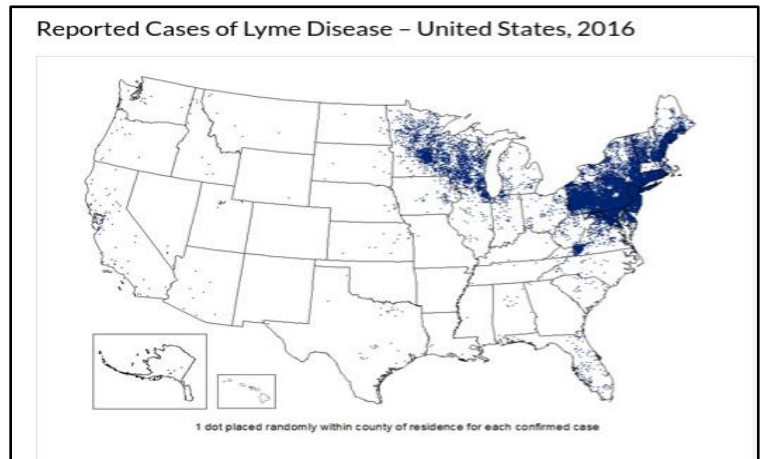 Reported Cases of Lyme Disease – United States, 2016
1 dot placed randomly within county of residence for each confirmed case